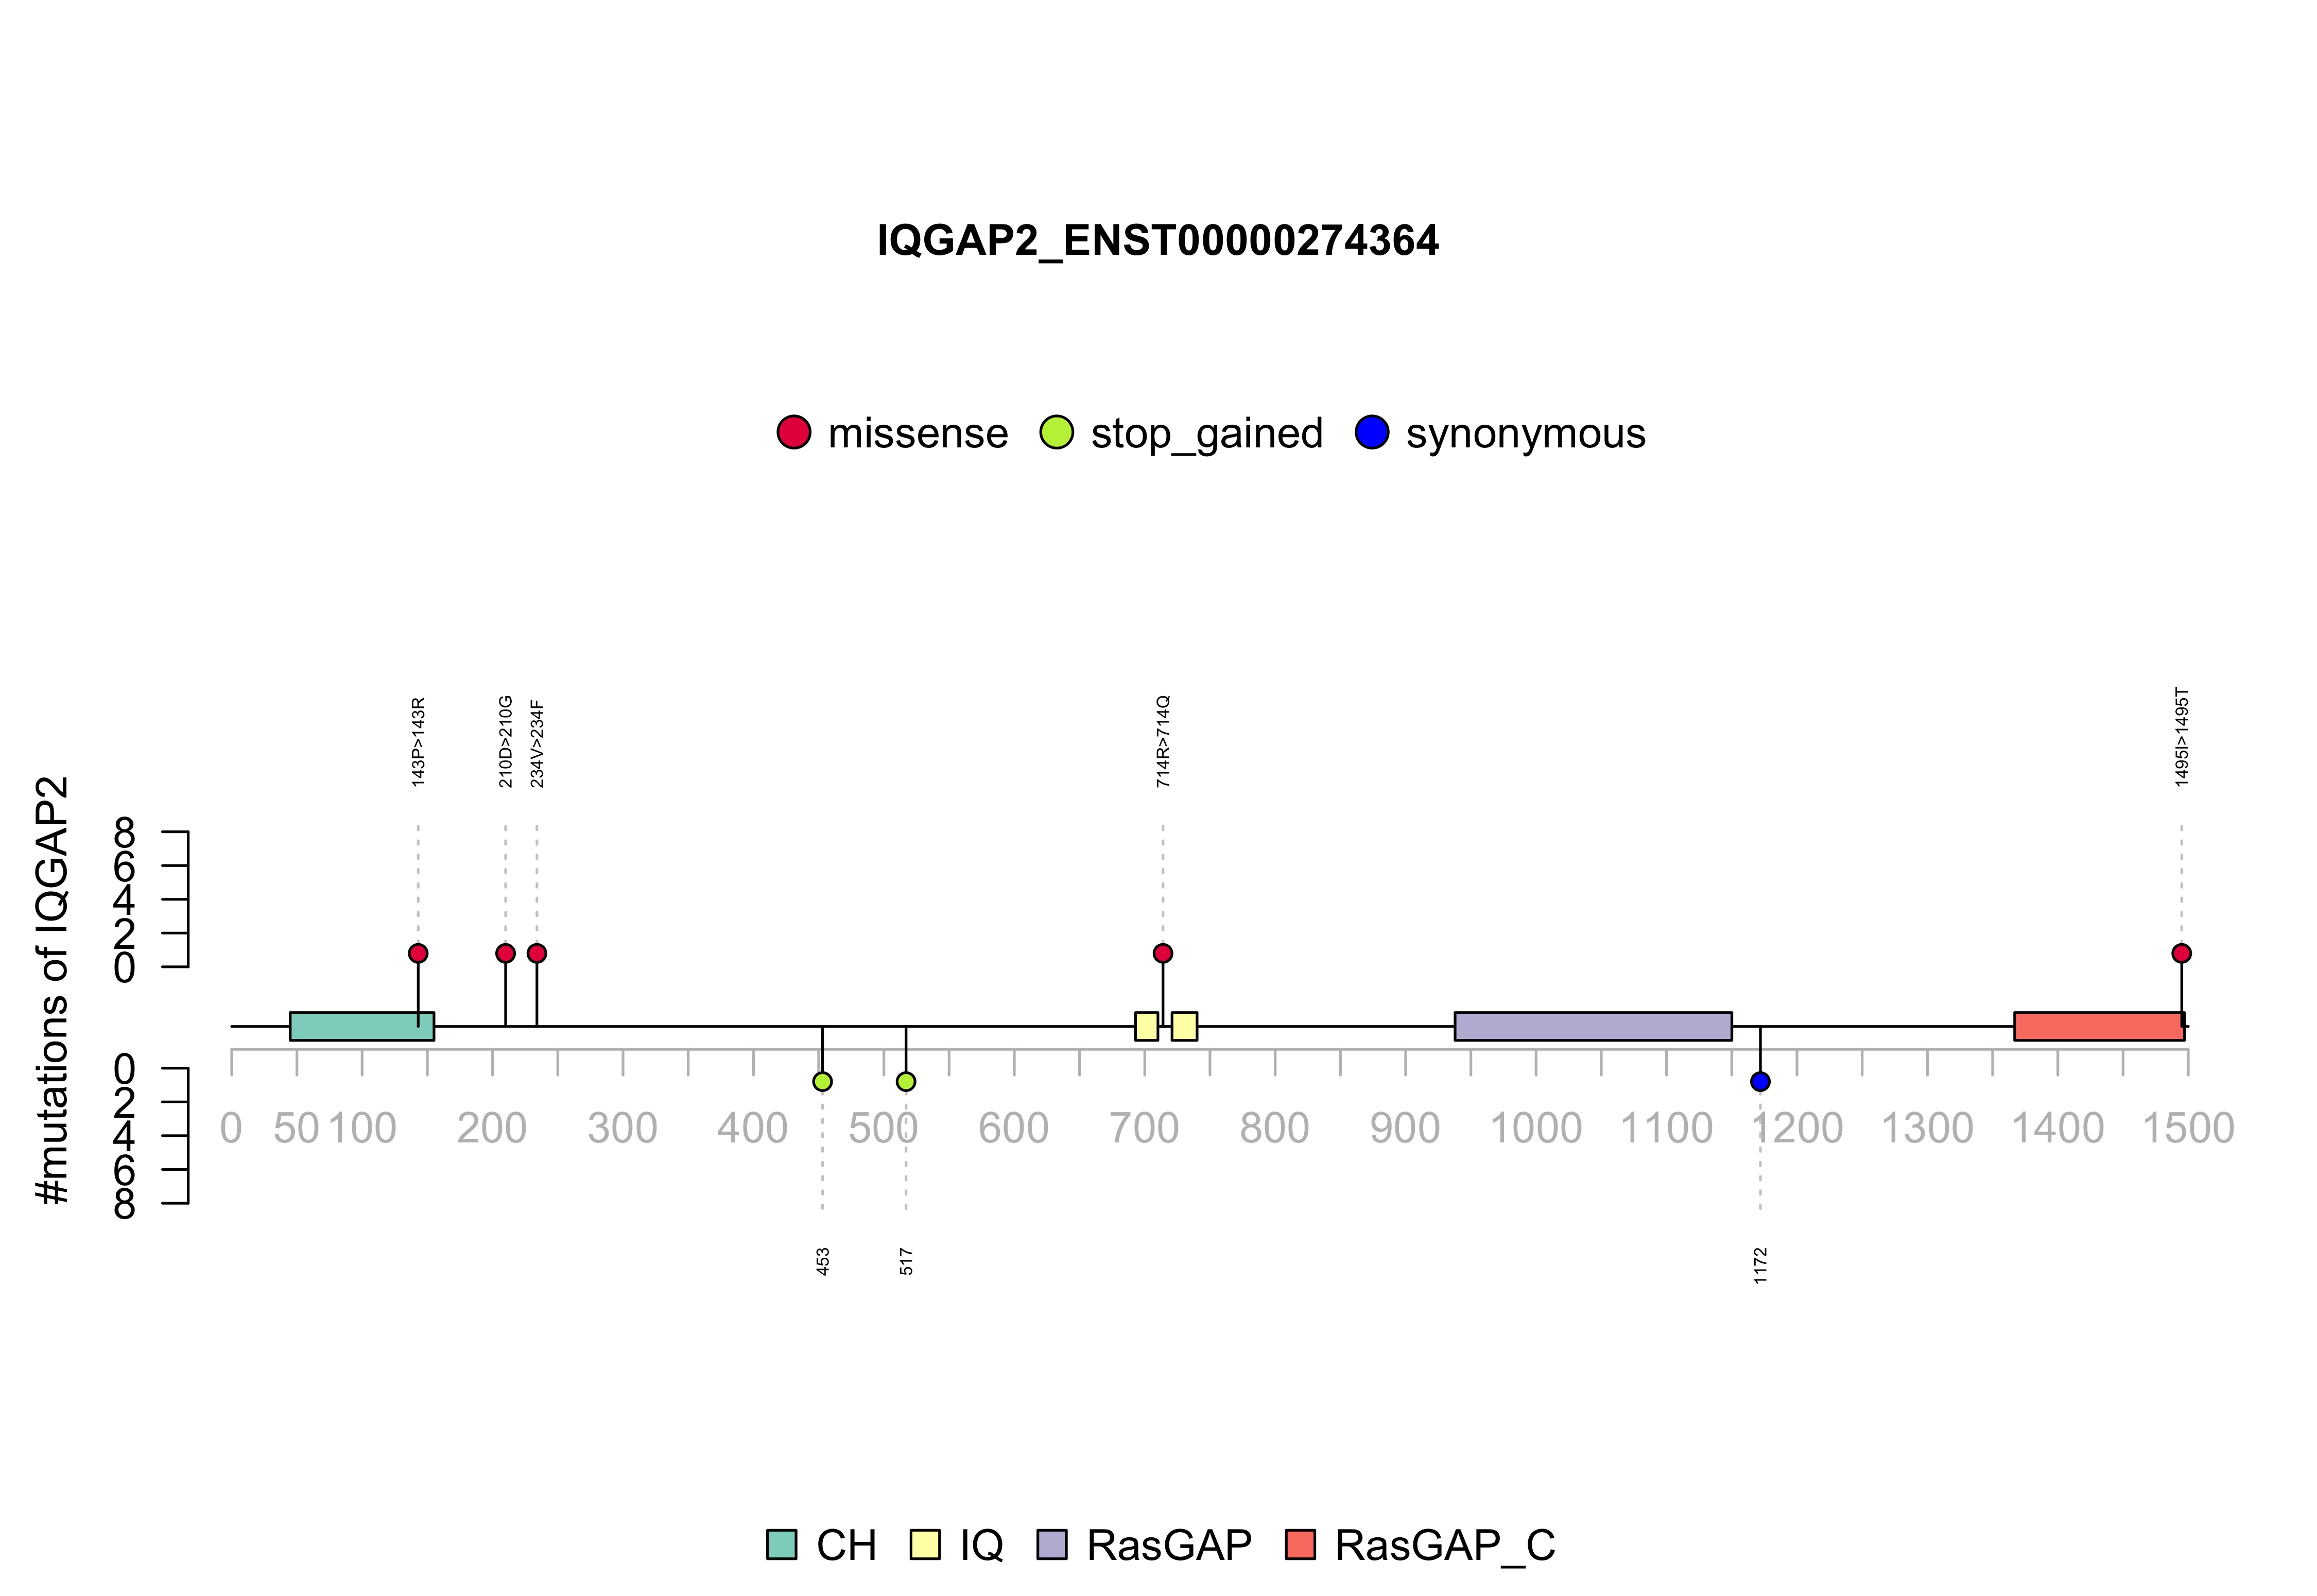 IQGAP2_ENST00000274364
missense stop_gained synonymous
143P>143R
210D>210G
234V>234F
714R>714Q
1495I>1495T
#mutations of IQGAP2
8
6
4
2
0
0
2
4
6
8
0 50 100 200 300 400 500 600 700 800 900 1000 1100 1200 1300 1400 1500
453
517
1172
CH IQ RasGAP RasGAP_C